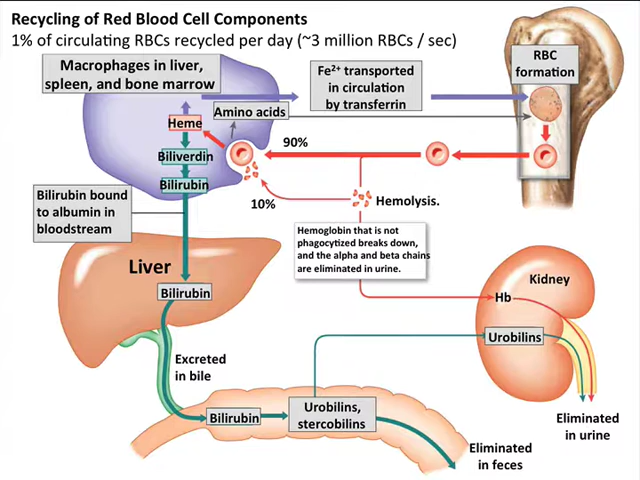 Recycling of Red Blood Cell Components
1% of circulating RBCs recycled per day (~3 million RBCs / sec)
Macrophages in liver,
spleen, and bone marrow
Fe2+ transported
in circulation
by transferrin
RBC
formation
Amino acids
Heme
90%
Biliverdin
Bilirubin
10%
Hemolysis.
Bilirubin bound
to albumin in
bloodstream
Hemoglobin that is not
phagocytized breaks down,
and the alpha and beta chains
are eliminated in urine.
Liver
Bilirubin
Kidney
Hb
Urobilins
Excreted
in bile
Bilirubin
Urobilins,
stercobilins
Eliminated
in urine
Eliminated
in feces